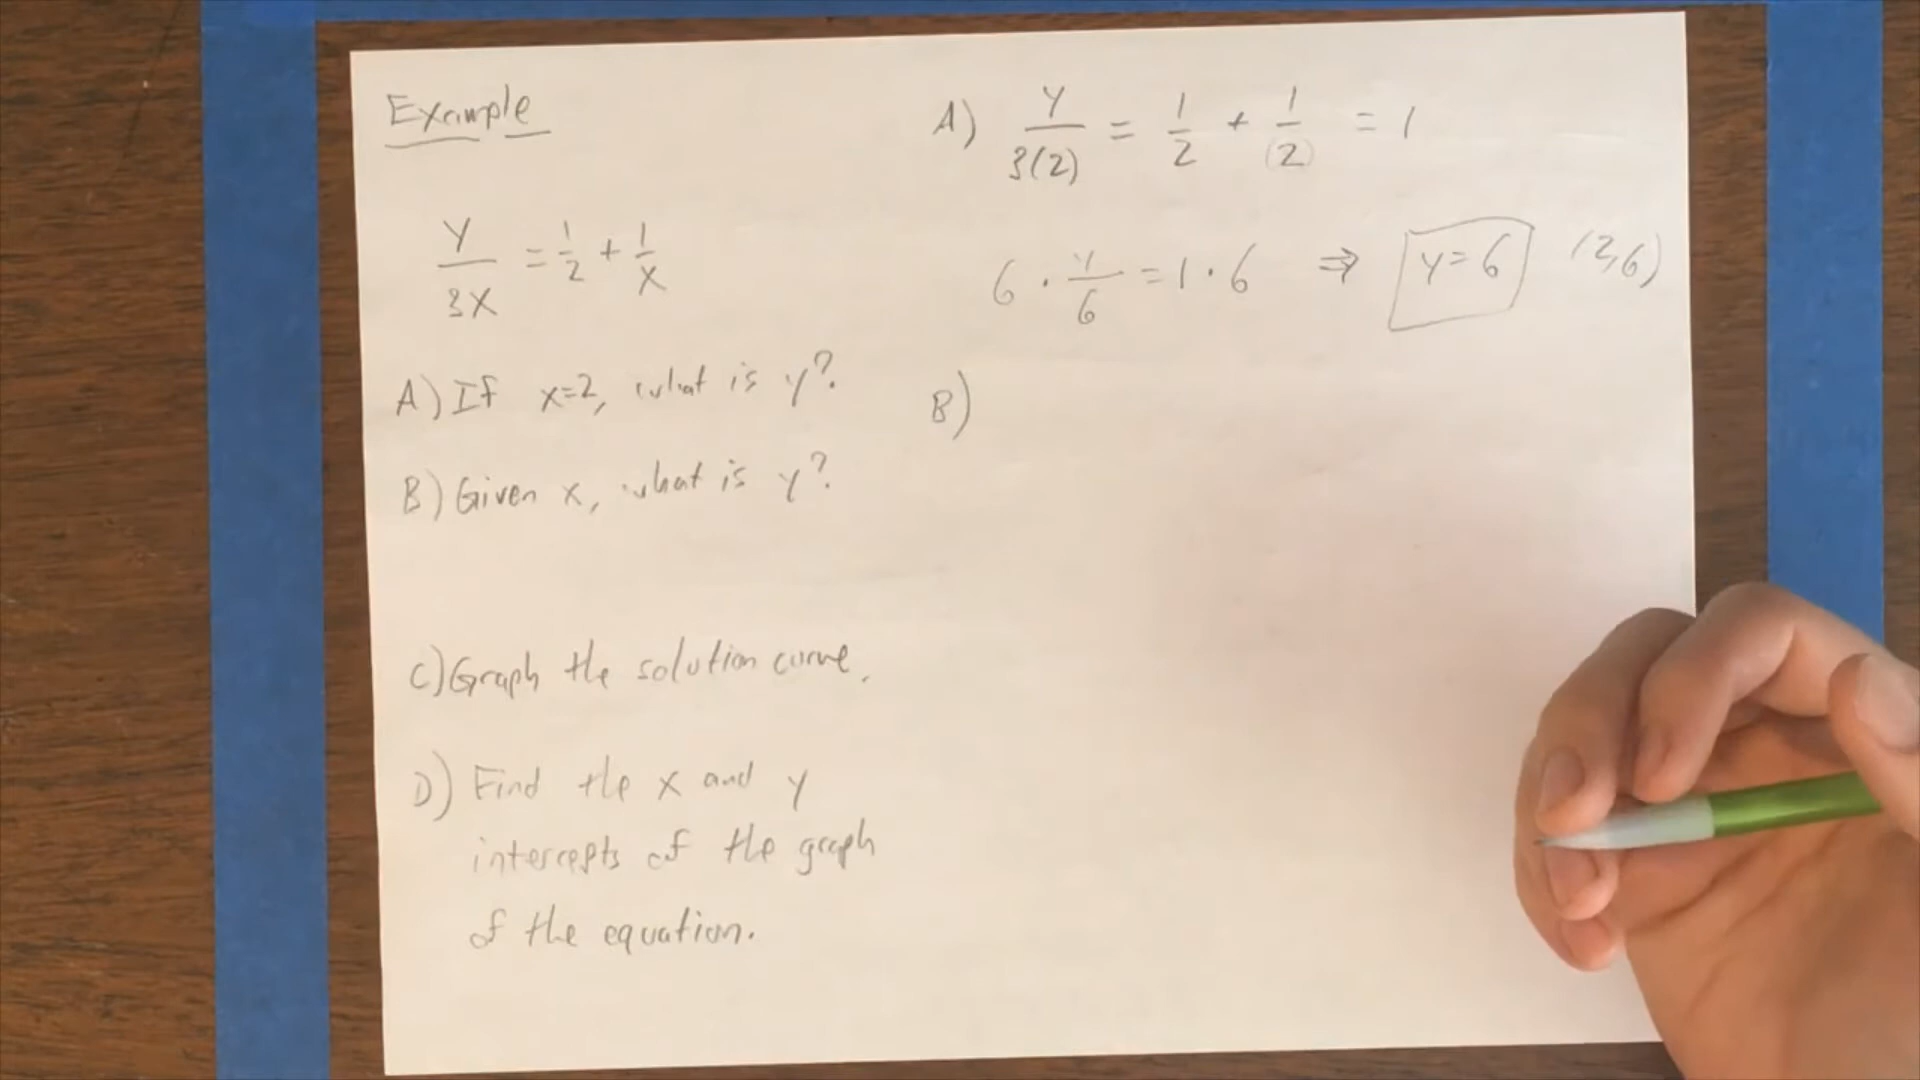 Example
y/3x = 1/2 + 1/x
A) If x=2, what is y?
B) Given x, what is y?
C) Graph the solution curve.
D) Find the x and y
intercepts of the graph
of the equation.
A) y/3(2) = 1/2 + 1/(2) = 1
6 · y/6 = 1 · 6 ⇒ y=6 (2,6)
B)